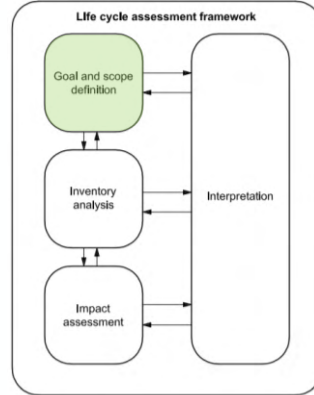 LIfe cycle assessment framework
Goal and scope
definition
Inventory
analysis
Interpretation
Impact
assessment